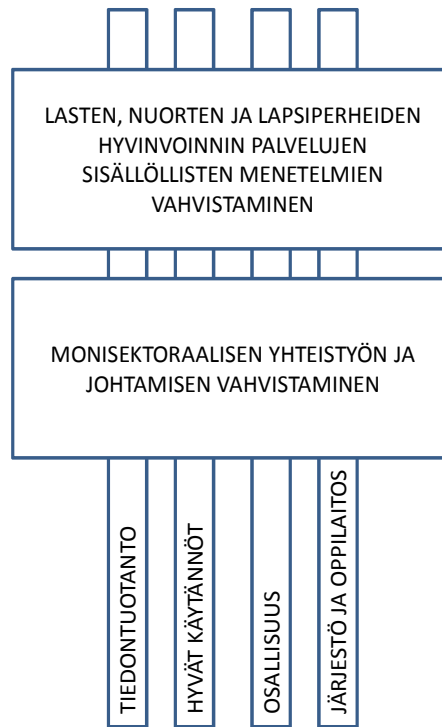 LASTEN, NUORTEN JA LAPSIPERHEIDEN
HYVINVOINNIN PALVELUJEN
SISÄLLÖLLISTEN MENETELMIEN
VAHVISTAMINEN
MONISEKTORAALISEN YHTEISTYÖN JA
JOHTAMISEN VAHVISTAMINEN
TIEDONTUOTANTO
HYVÄT KÄYTÄNNÖT
OSALLISUUS
JÄRJESTÖ JA OPPILAITOS